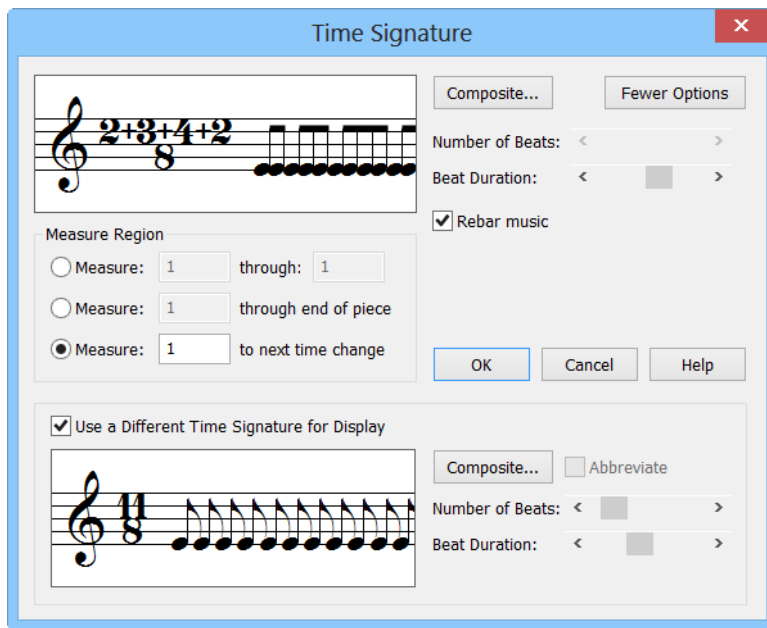 Time Signature
2+3+4+2
8
Composite...
Fewer Options
Number of Beats:
Beat Duration:
Rebar music
Measure Region
Measure: 1 through: 1
Measure: 1 through end of piece
Measure: 1 to next time change
OK
Cancel
Help
Use a Different Time Signature for Display
11
8
Composite...
Abbreviate
Number of Beats:
Beat Duration: